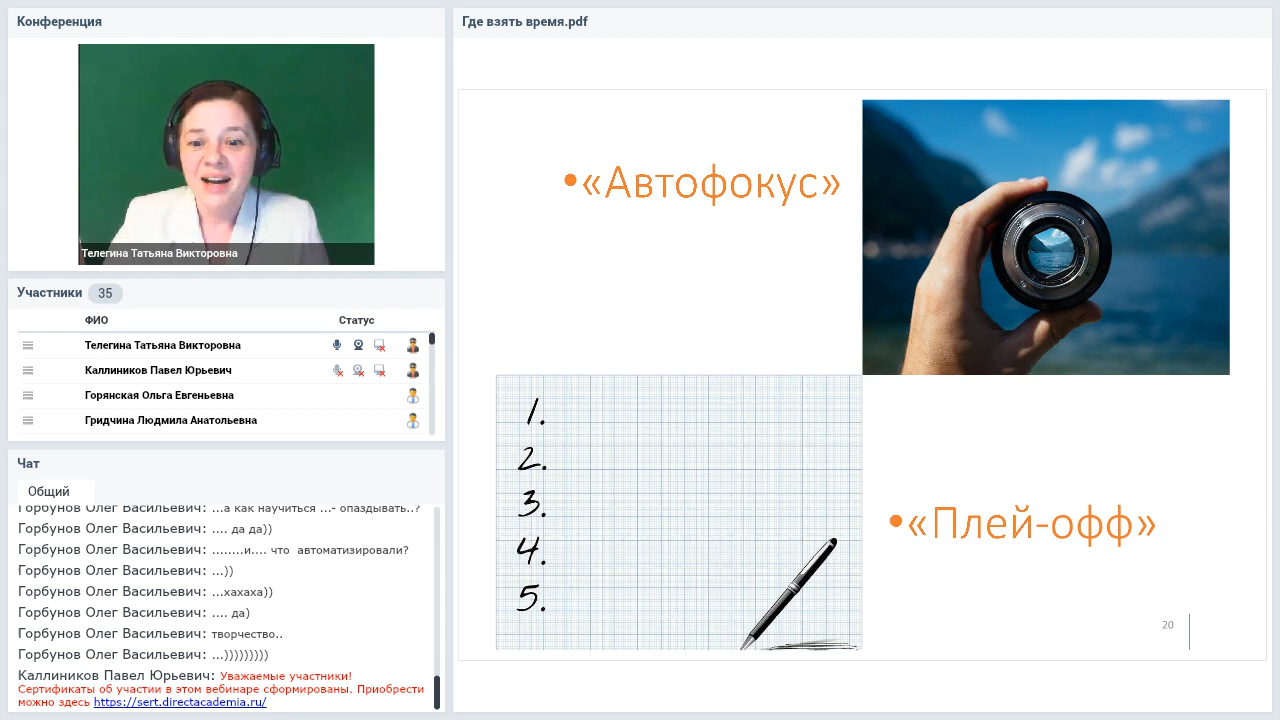 Конференция
Телегина Татьяна Викторовна
Участники 35
ФИО Статус
Телегина Татьяна Викторовна
Каллиников Павел Юрьевич
Горянская Ольга Евгеньевна
Гридчина Людмила Анатольевна
Чат
Общий
Горбунов Олег Васильевич: ...а как научиться ...- опаздывать..?
Горбунов Олег Васильевич: .... да да))
Горбунов Олег Васильевич: ........и.... что автоматизировали?
Горбунов Олег Васильевич: ...))
Горбунов Олег Васильевич: ...хахаха))
Горбунов Олег Васильевич: .... да)
Горбунов Олег Васильевич: творчество..
Горбунов Олег Васильевич: ...)))))))))
Каллиников Павел Юрьевич: Уважаемые участники!
Сертификаты об участии в этом вебинаре сформированы. Приобрести
можно здесь https://sert.directacademia.ru/
Где взять время.pdf
•«Автофокус»
1.
2.
3.
4.
5.
•«Плей-офф»
20